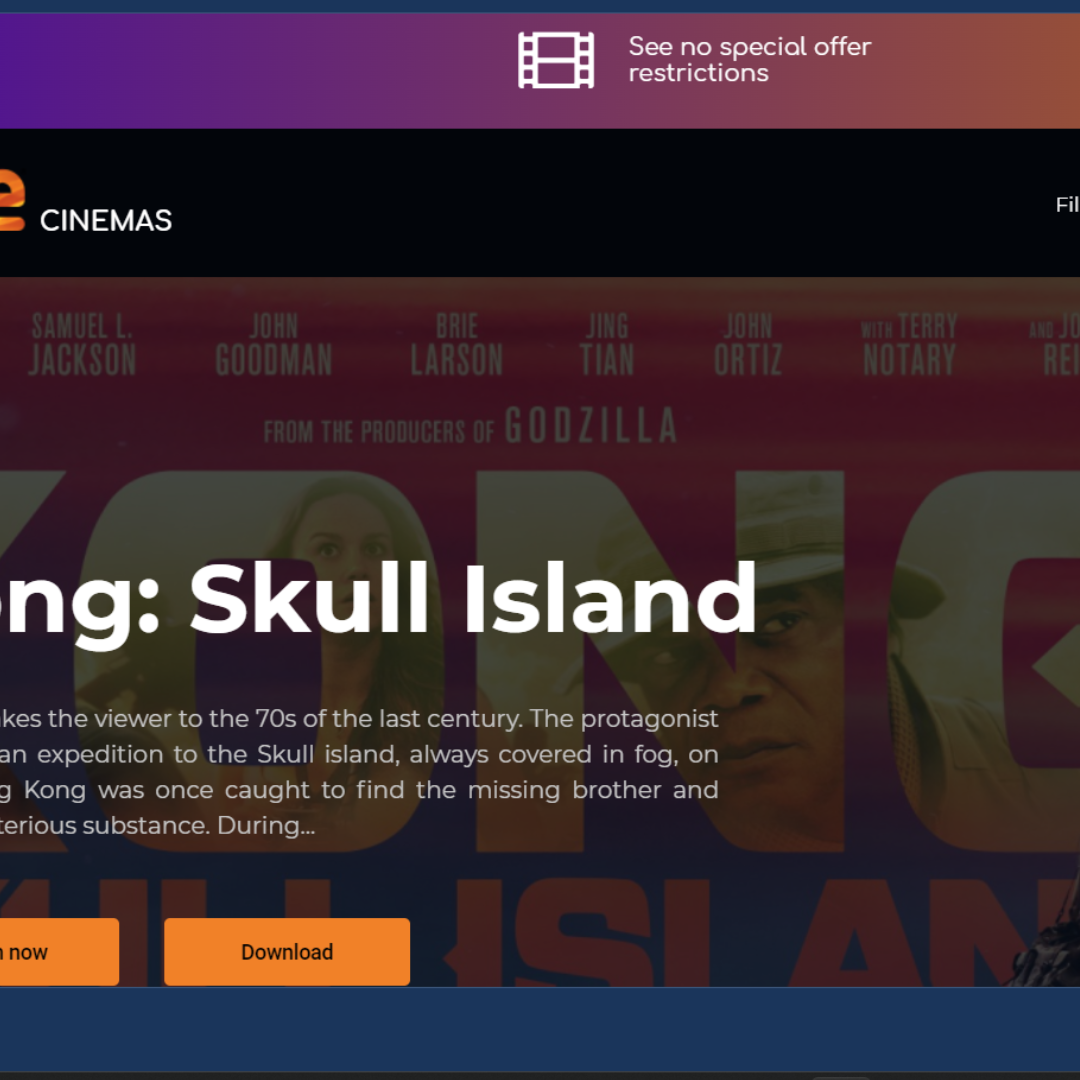 See no special offer
restrictions
e CINEMAS
Fil
SAMUEL L. JACKSON
JOHN GOODMAN
BRIE LARSON
JING TIAN
JOHN ORTIZ
WITH TERRY NOTARY
AND
FROM THE PRODUCERS OF GODZILLA
KONG
ng: Skull Island
kes the viewer to the 70s of the last century. The protagonist
an expedition to the Skull island, always covered in fog, on
g Kong was once caught to find the missing brother and
terious substance. During...
SKULL ISLAN
now
Download